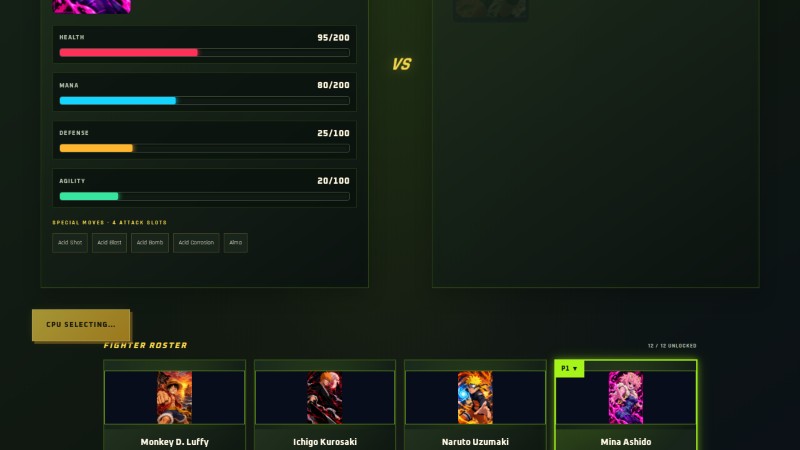 HEALTH 95/200
MANA 80/200
DEFENSE 25/100
AGILITY 20/100
SPECIAL MOVES · 4 ATTACK SLOTS
Acid Shot Acid Blast Acid Bomb Acid Corrosion Alma
VS
CPU SELECTING...
FIGHTER ROSTER 12 / 12 UNLOCKED
P1 ▼
Monkey D. Luffy Ichigo Kurosaki Naruto Uzumaki Mina Ashido